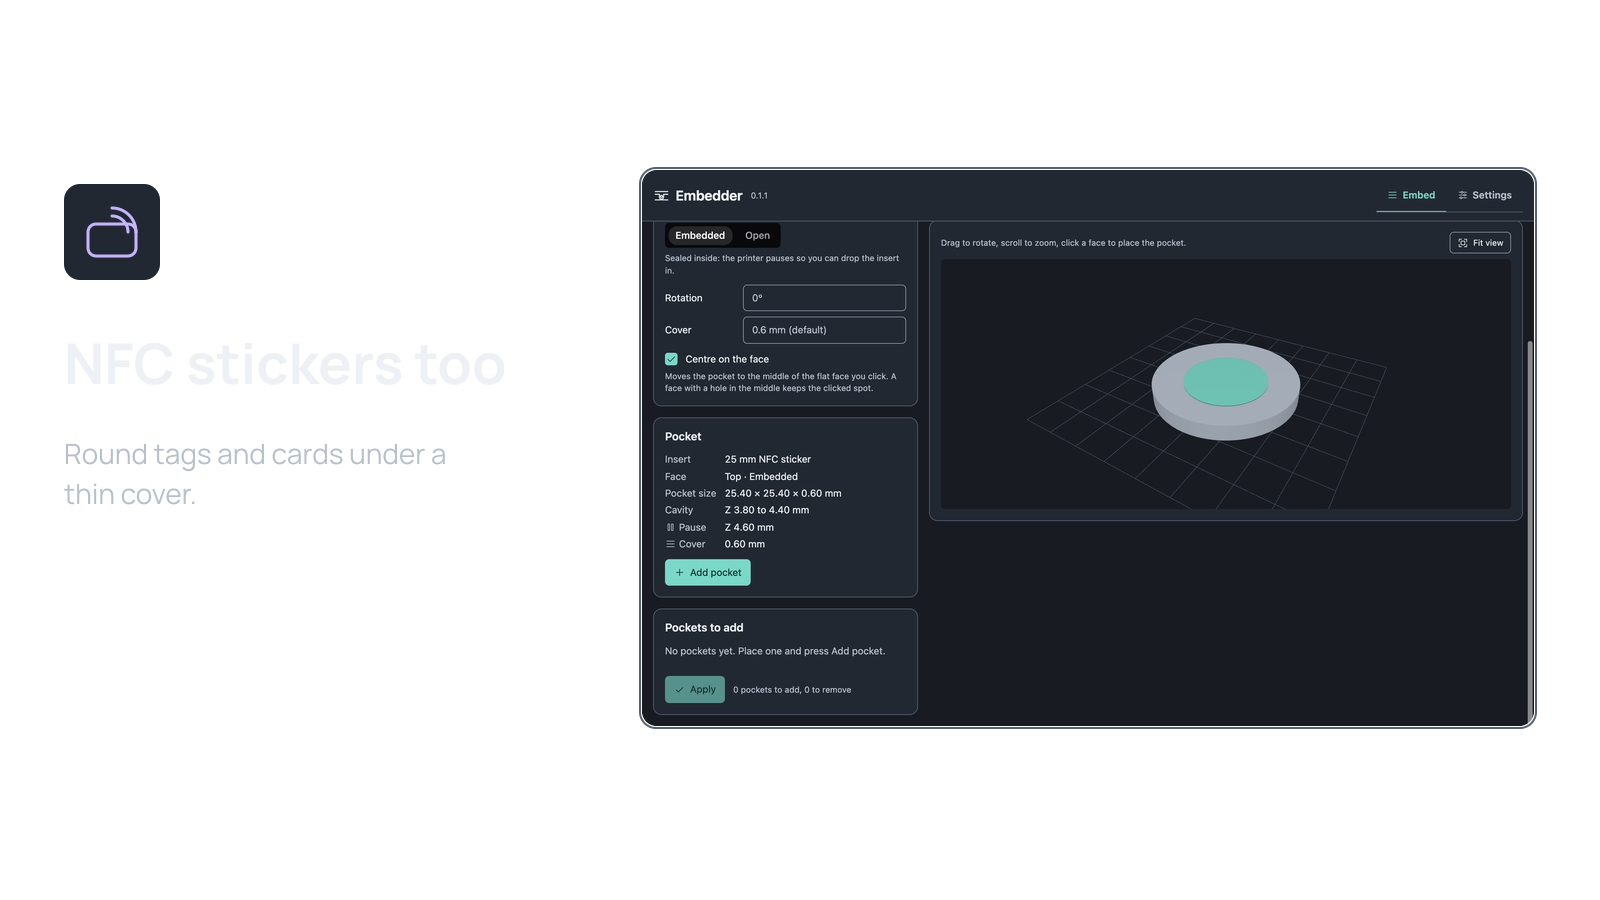 NFC stickers too
Round tags and cards under a
thin cover.
Embedder 0.1.1
Embed
Settings
Embedded
Open
Sealed inside: the printer pauses so you can drop the insert
in.
Rotation
0°
Cover
0.6 mm (default)
Centre on the face
Moves the pocket to the middle of the flat face you click. A
face with a hole in the middle keeps the clicked spot.
Pocket
Insert 25 mm NFC sticker
Face Top · Embedded
Pocket size 25.40 × 25.40 × 0.60 mm
Cavity Z 3.80 to 4.40 mm
Pause Z 4.60 mm
Cover 0.60 mm
Add pocket
Pockets to add
No pockets yet. Place one and press Add pocket.
Apply 0 pockets to add, 0 to remove
Drag to rotate, scroll to zoom, click a face to place the pocket.
Fit view